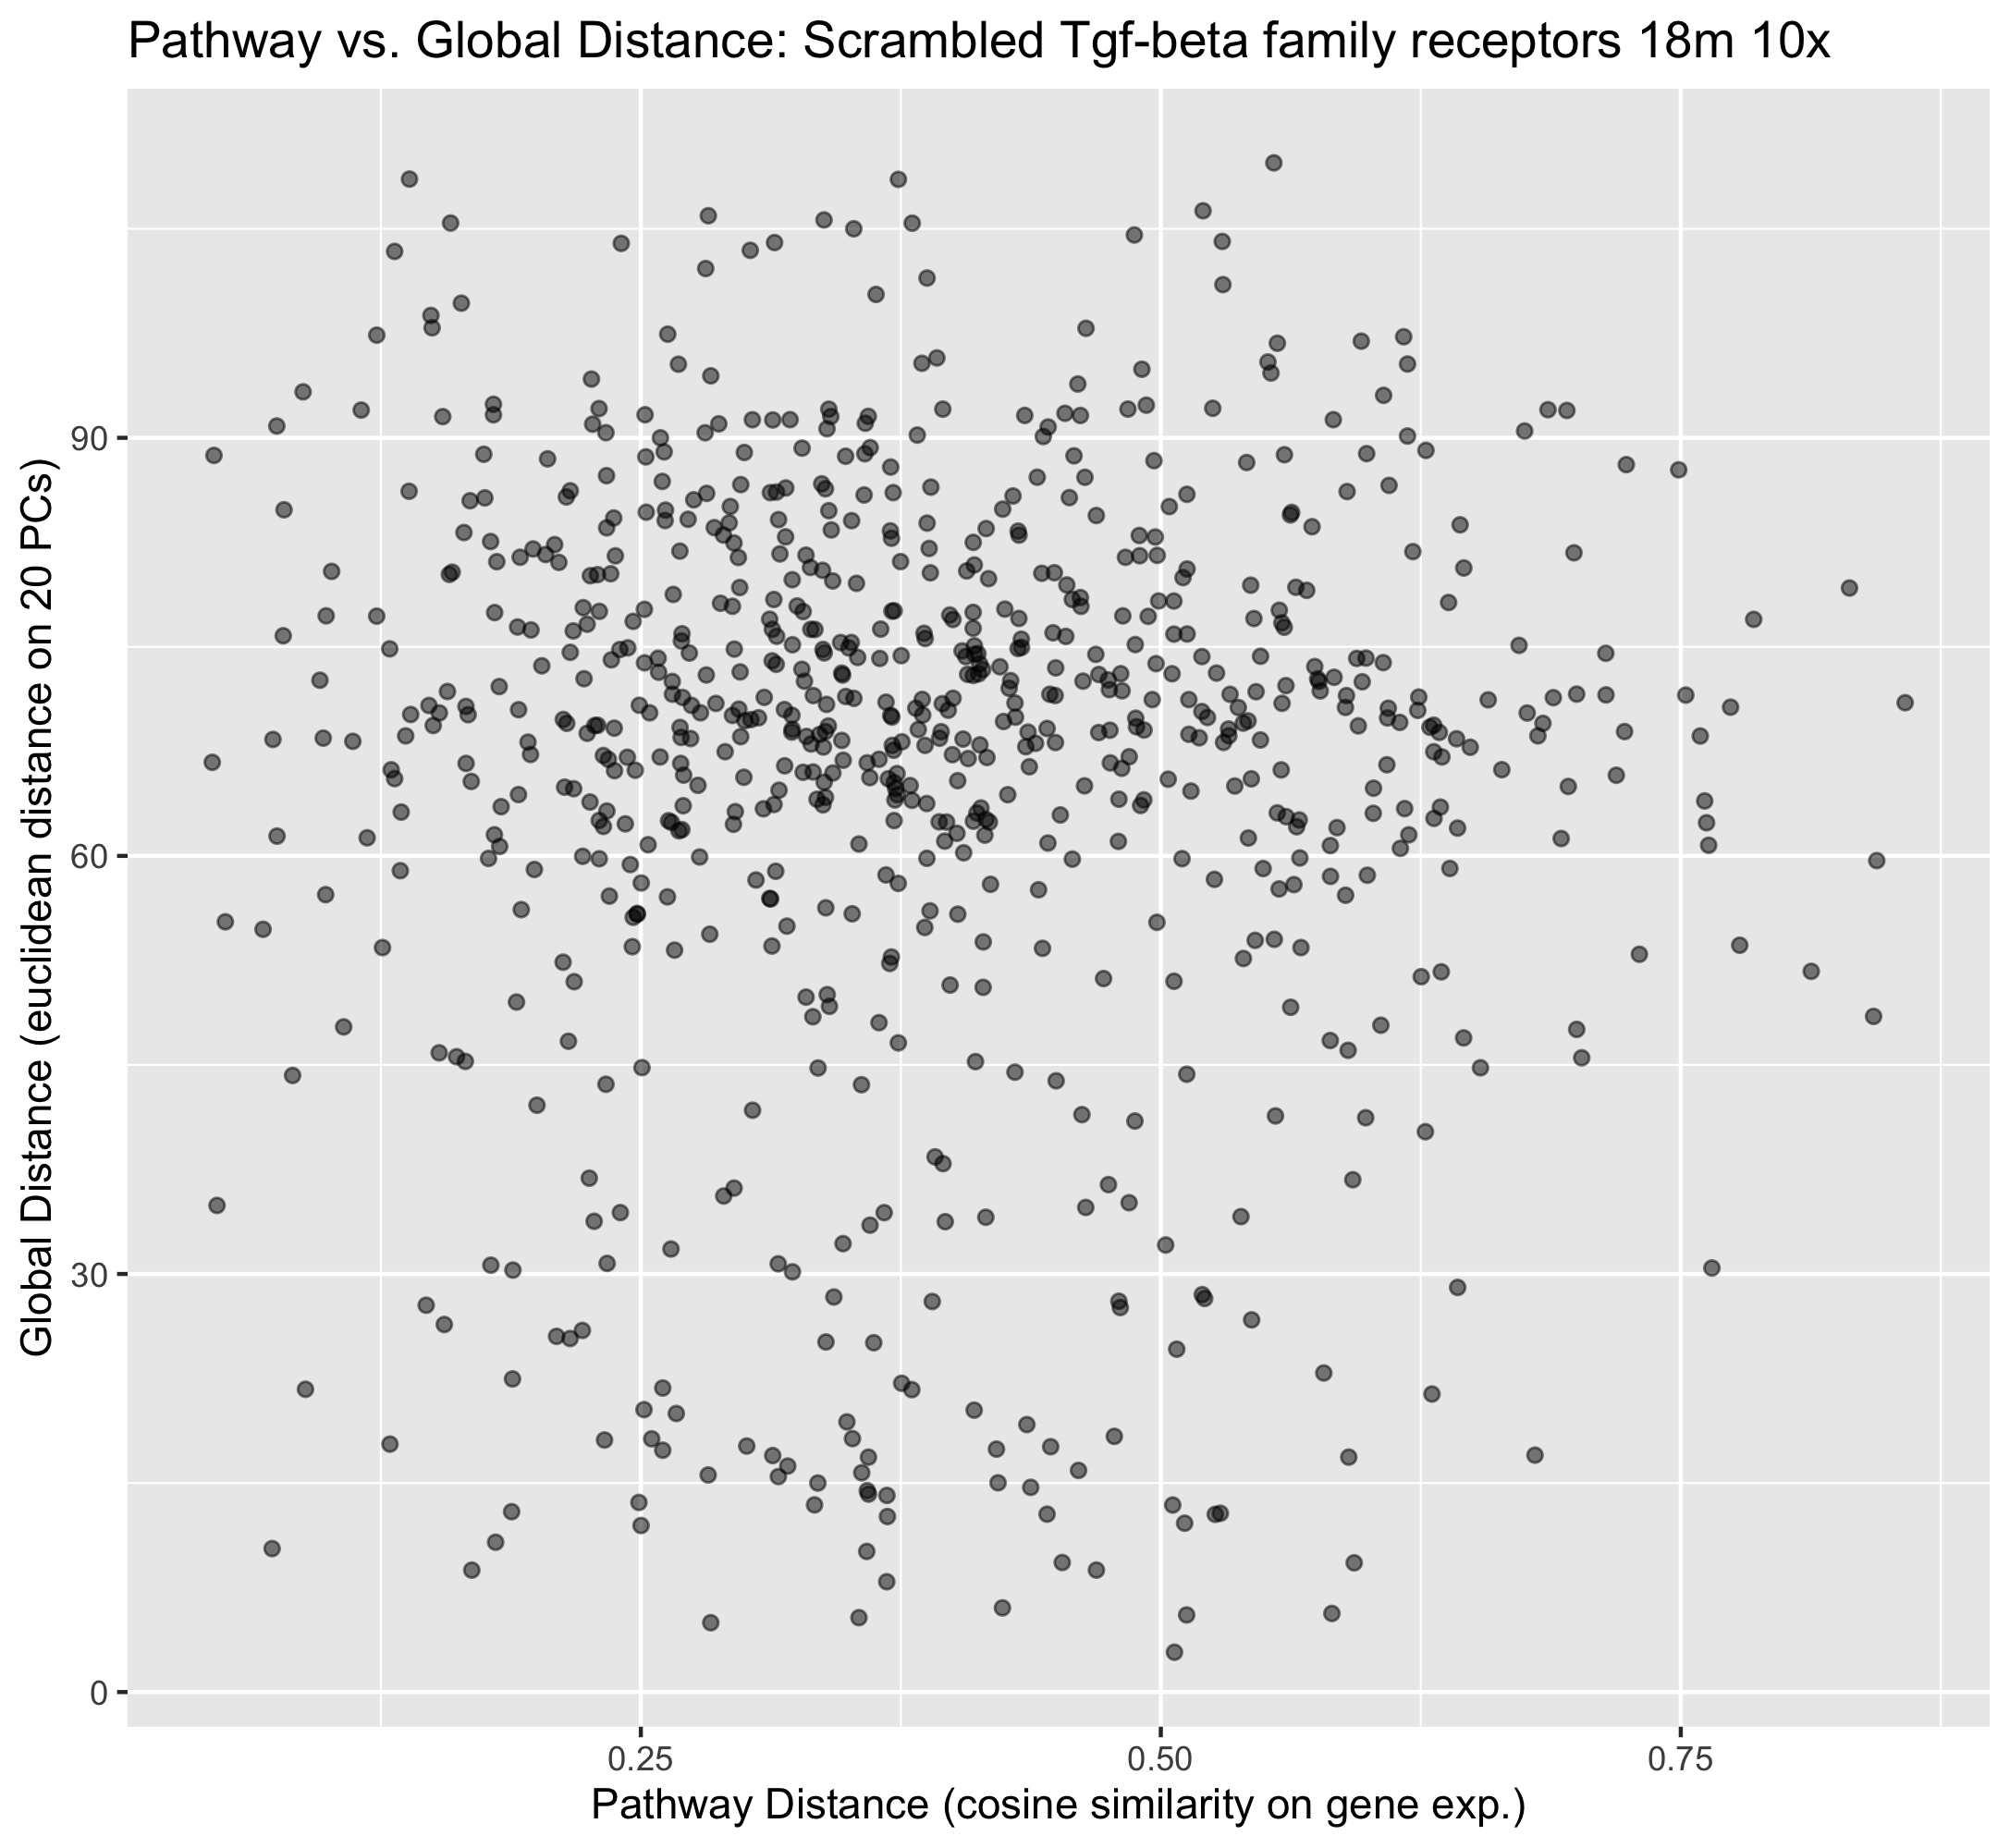 Pathway vs. Global Distance: Scrambled Tgf-beta family receptors 18m 10x
Global Distance (euclidean distance on 20 PCs)
90
60
30
0
0.25
0.50
0.75
Pathway Distance (cosine similarity on gene exp.)